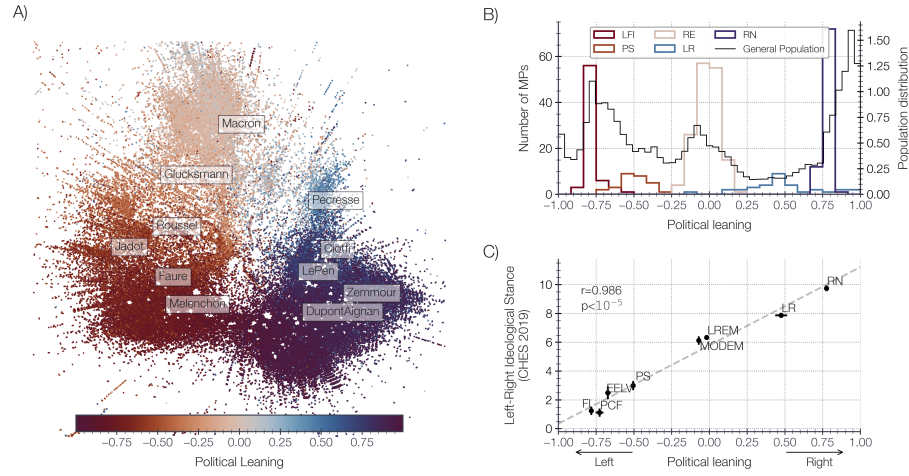 A)
Macron
Glucksmann
Pecresse
Roussel
Jadot
Ciotti
LePen
Faure
Zemmour
Melenchon
DupontAignan
−0.75 −0.50 −0.25 0.00 0.25 0.50 0.75
Political Leaning
B)
LFI RE RN
PS LR General Population
Number of MPs
60
40
20
0
1.50
1.25
1.00
0.75
0.50
0.25
0.00
Population distribution
−1.00 −0.75 −0.50 −0.25 0.00 0.25 0.50 0.75 1.00
Political leaning
C)
r=0.986
p<10⁻⁵
Left-Right Ideological Stance
(CHES 2019)
10
8
6
4
2
0
RN
LR
LREM
MODEM
PS
EELV
FI
PCF
−1.00 −0.75 −0.50 −0.25 0.00 0.25 0.50 0.75 1.00
Left Political leaning Right